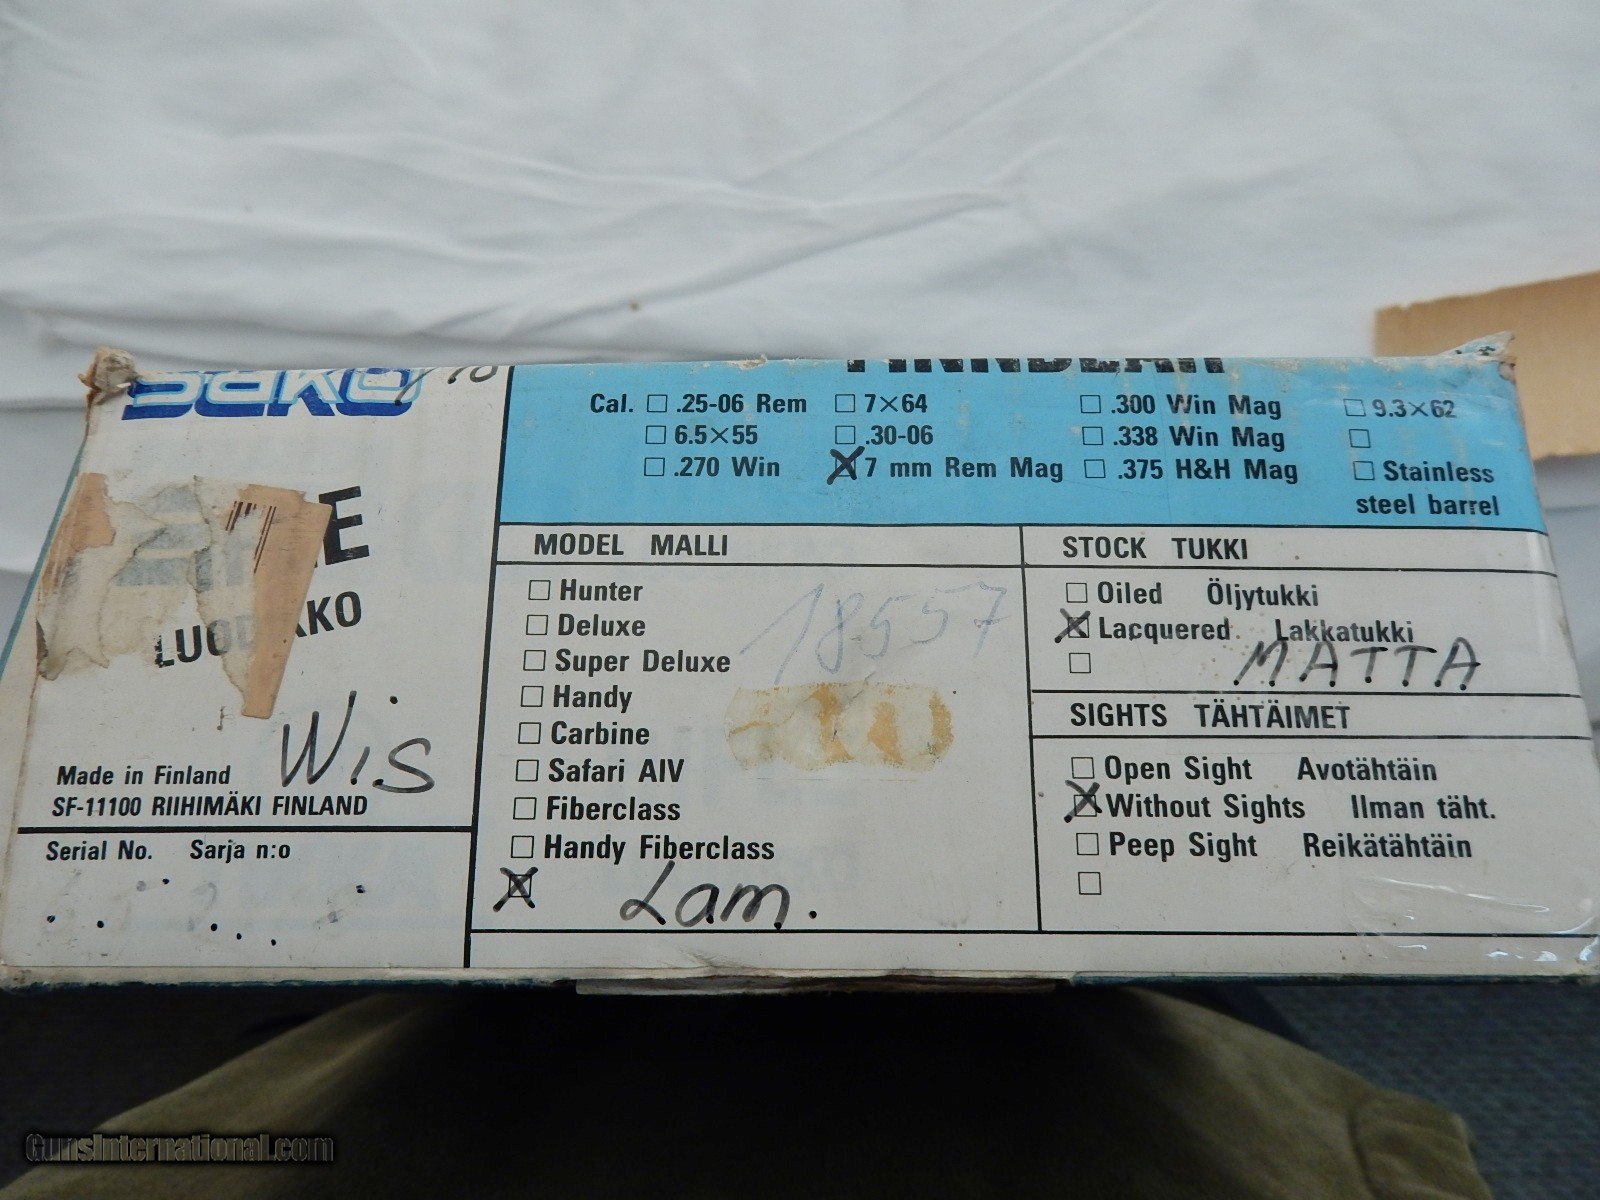 SAKO
Cal. □ .25-06 Rem □ 7×64 □ .300 Win Mag □ 9.3×62
□ 6.5×55 □ .30-06 □ .338 Win Mag □
□ .270 Win ☒ 7 mm Rem Mag □ .375 H&H Mag □ Stainless
steel barrel
LUO KKO
Wis
Made in Finland
SF-11100 RIIHIMÄKI FINLAND
Serial No. Sarja n:o
MODEL MALLI
□ Hunter
□ Deluxe
□ Super Deluxe
□ Handy
□ Carbine
□ Safari AIV
□ Fiberclass
□ Handy Fiberclass
☒ Lam.
18557
STOCK TUKKI
□ Oiled Öljytukki
☒ Lacquered Lakkatukki
□ MATTA
SIGHTS TÄHTÄIMET
□ Open Sight Avotähtäin
☒ Without Sights Ilman täht.
□ Peep Sight Reikätähtäin
□
GunsInternational.com